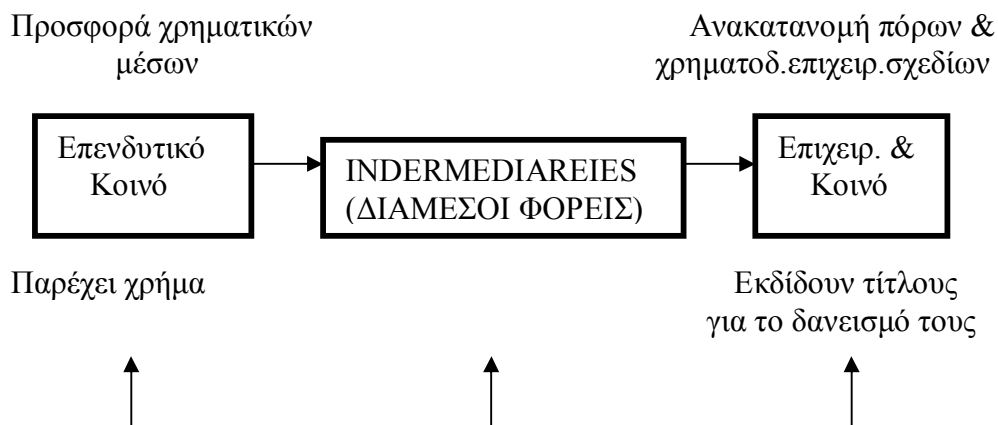 Προσφορά χρηματικών
μέσων
Ανακατανομή πόρων &
χρηματοδ.επιχειρ.σχεδίων
Επενδυτικό
Κοινό
INDERMEDIAREIES
(ΔΙΑΜΕΣΟΙ ΦΟΡΕΙΣ)
Επιχειρ. &
Κοινό
Παρέχει χρήμα
Εκδίδουν τίτλους
για το δανεισμό τους